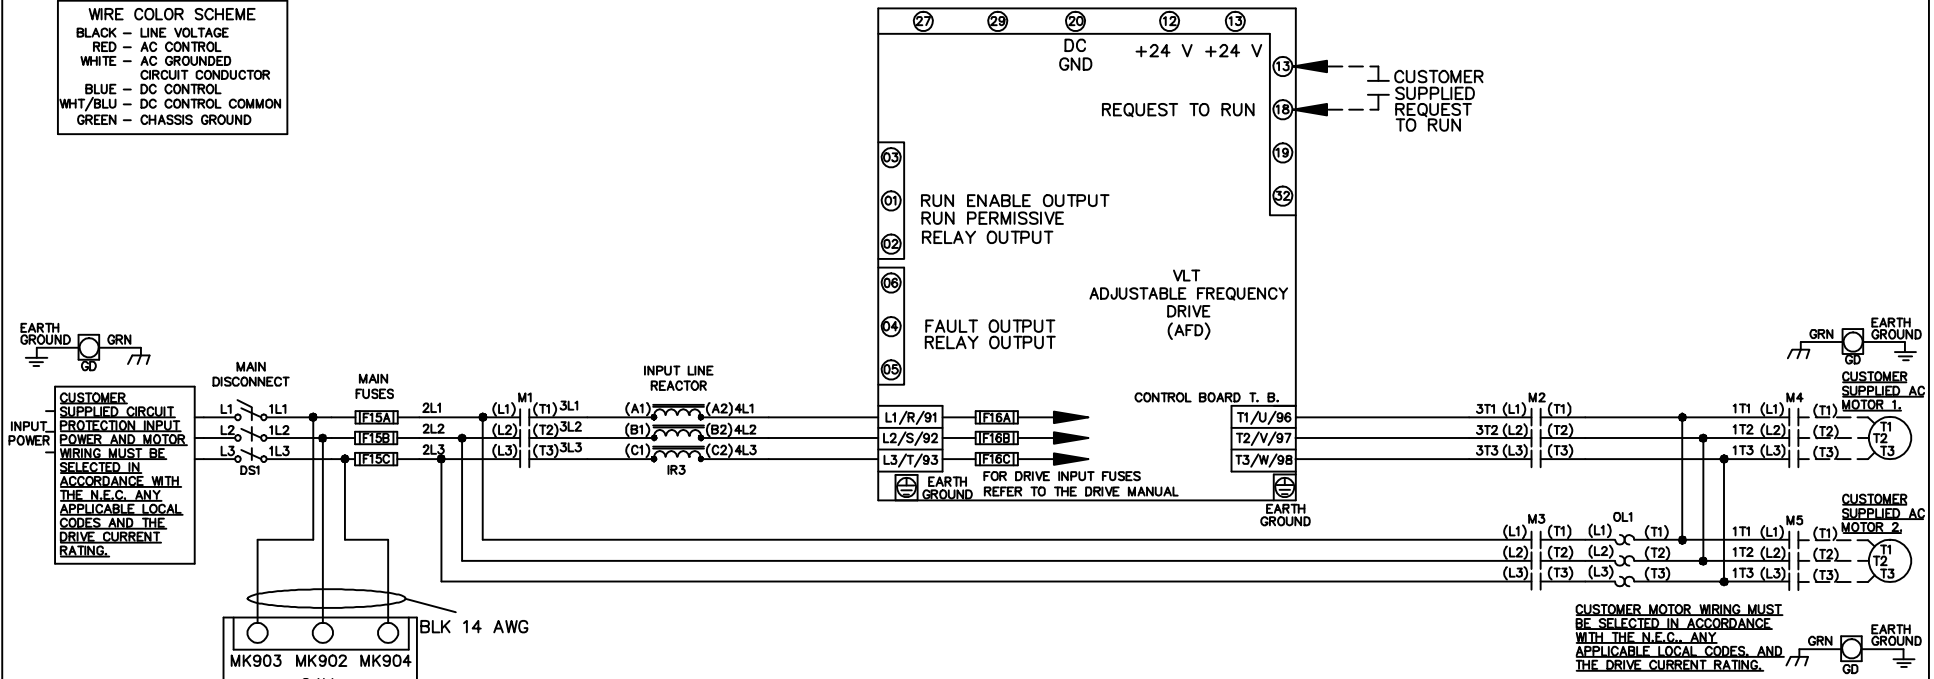 WIRE COLOR SCHEME
BLACK - LINE VOLTAGE
RED - AC CONTROL
WHITE - AC GROUNDED
CIRCUIT CONDUCTOR
BLUE - DC CONTROL
WHT/BLU - DC CONTROL COMMON
GREEN - CHASSIS GROUND
27 29 20 12 13
DC
GND
+24 V +24 V
13
18
19
32
REQUEST TO RUN
CUSTOMER
SUPPLIED
REQUEST
TO RUN
03
01
02
RUN ENABLE OUTPUT
RUN PERMISSIVE
RELAY OUTPUT
06
04
05
FAULT OUTPUT
RELAY OUTPUT
VLT
ADJUSTABLE FREQUENCY
DRIVE
(AFD)
CONTROL BOARD T. B.
EARTH
GROUND
GRN
GD
INPUT
POWER
CUSTOMER
SUPPLIED CIRCUIT
PROTECTION INPUT
POWER AND MOTOR
WIRING MUST BE
SELECTED IN
ACCORDANCE WITH
THE N.E.C. ANY
APPLICABLE LOCAL
CODES AND THE
DRIVE CURRENT
RATING.
MAIN
DISCONNECT
L1 1L1
L2 1L2
L3 1L3
DS1
MAIN
FUSES
F15A
F15B
F15C
2L1
2L2
2L3
M1
(L1) (T1) 3L1
(L2) (T2) 3L2
(L3) (T3) 3L3
INPUT LINE
REACTOR
(A1) (A2) 4L1
(B1) (B2) 4L2
(C1) (C2) 4L3
IR3
L1/R/91 F16A
L2/S/92 F16B
L3/T/93 F16C
EARTH
GROUND
FOR DRIVE INPUT FUSES
REFER TO THE DRIVE MANUAL
T1/U/96
T2/V/97
T3/W/98
EARTH
GROUND
M2
3T1 (L1) (T1)
3T2 (L2) (T2)
3T3 (L3) (T3)
M4
1T1 (L1) (T1)
1T2 (L2) (T2)
1T3 (L3) (T3)
GRN
GD
EARTH
GROUND
CUSTOMER
SUPPLIED AC
MOTOR 1.
T1
T2
T3
M3
(L1) (T1)
(L2) (T2)
(L3) (T3)
OL1
(L1) (T1)
(L2) (T2)
(L3) (T3)
M5
1T1 (L1) (T1)
1T2 (L2) (T2)
1T3 (L3) (T3)
CUSTOMER
SUPPLIED AC
MOTOR 2.
T1
T2
T3
CUSTOMER MOTOR WIRING MUST
BE SELECTED IN ACCORDANCE
WITH THE N.E.C., ANY
APPLICABLE LOCAL CODES, AND
THE DRIVE CURRENT RATING.
GRN
GD
EARTH
GROUND
BLK 14 AWG
MK903 MK902 MK904